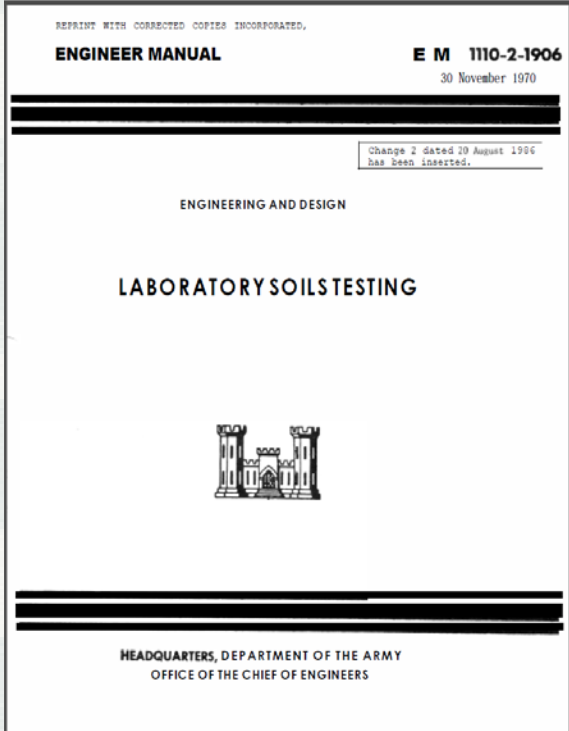 REPRINT WITH CORRECTED COPIES INCORPORATED,
ENGINEER MANUAL
E M 1110-2-1906
30 November 1970
Change 2 dated 20 August 1986
has been inserted.
ENGINEERING AND DESIGN
LABORATORY SOILS TESTING
HEADQUARTERS, DEPARTMENT OF THE ARMY
OFFICE OF THE CHIEF OF ENGINEERS